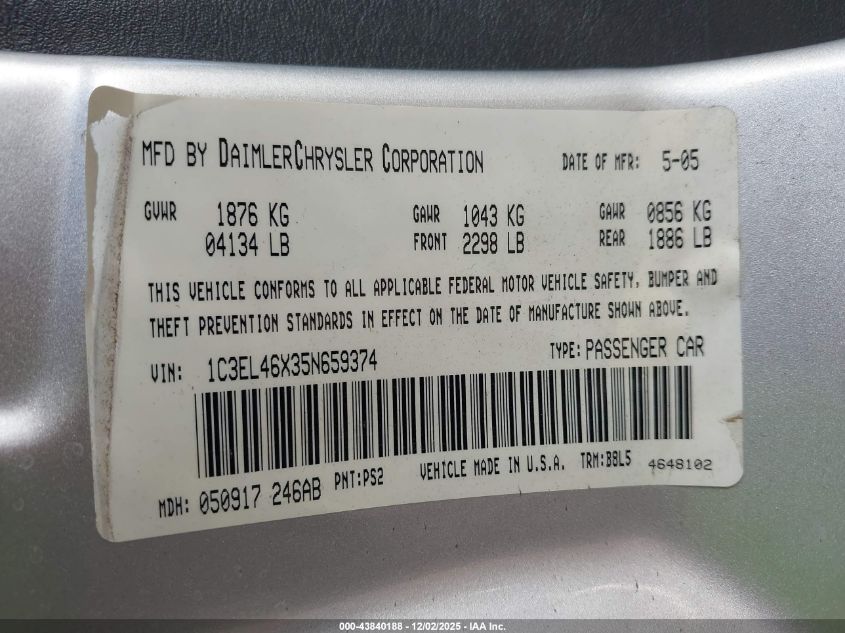 MFD BY DAIMLERCHRYSLER CORPORATION DATE OF MFR: 5-05
GVWR 1876 KG GAWR 1043 KG GAWR 0856 KG
04134 LB FRONT 2298 LB REAR 1886 LB
THIS VEHICLE CONFORMS TO ALL APPLICABLE FEDERAL MOTOR VEHICLE SAFETY, BUMPER AND
THEFT PREVENTION STANDARDS IN EFFECT ON THE DATE OF MANUFACTURE SHOWN ABOVE.
VIN: 1C3EL46X35N659374 TYPE: PASSENGER CAR
MDH: 050917 246AB PNT:PS2 VEHICLE MADE IN U.S.A. TRM:B8L5 4648102
000-43840188 - 12/02/2025 - IAA Inc.